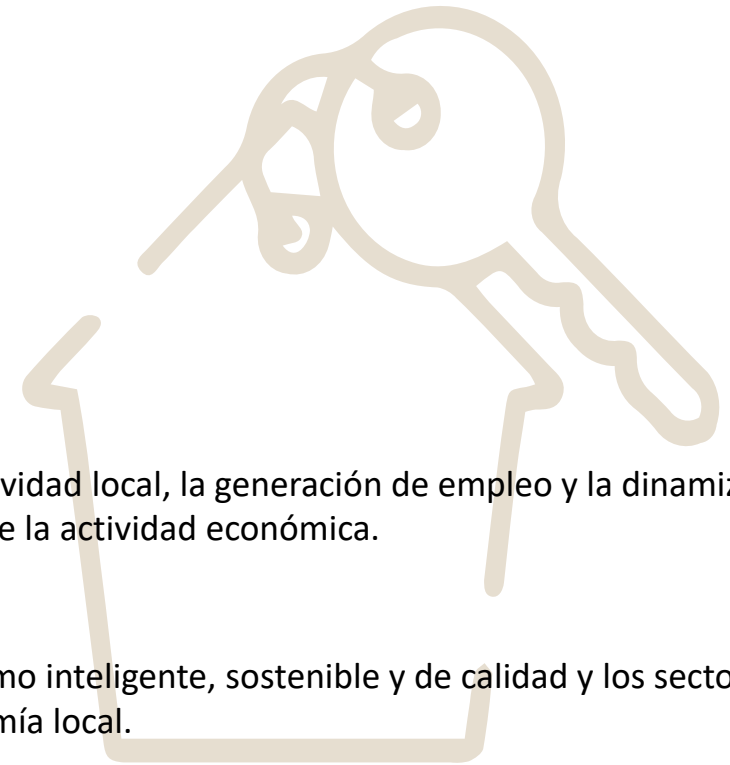 vidad local, la generación de empleo y la dinamiz
e la actividad económica.
mo inteligente, sostenible y de calidad y los secto
mía local.